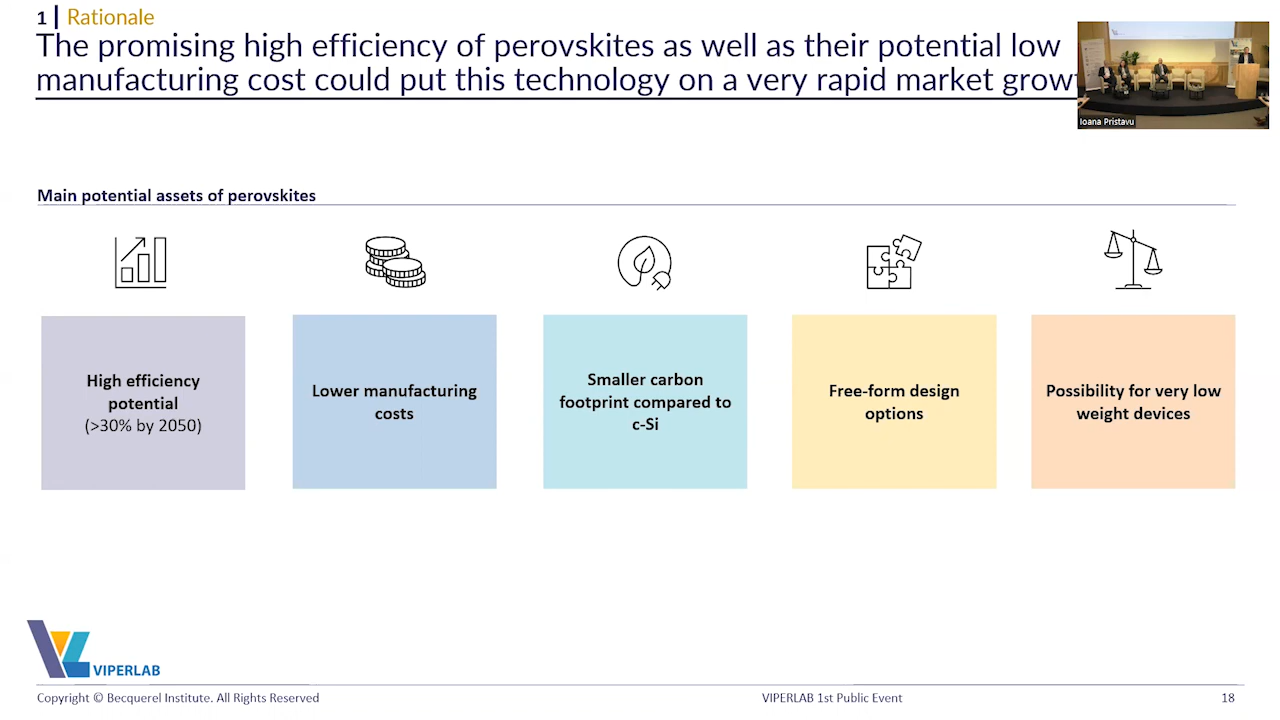 1 | Rationale
The promising high efficiency of perovskites as well as their potential low
manufacturing cost could put this technology on a very rapid market
Ioana Pristavu
Main potential assets of perovskites
High efficiency
potential
(>30% by 2050)
Lower manufacturing
costs
Smaller carbon
footprint compared to
c-Si
Free-form design
options
Possibility for very low
weight devices
VIPERLAB
Copyright © Becquerel Institute. All Rights Reserved
VIPERLAB 1st Public Event
18